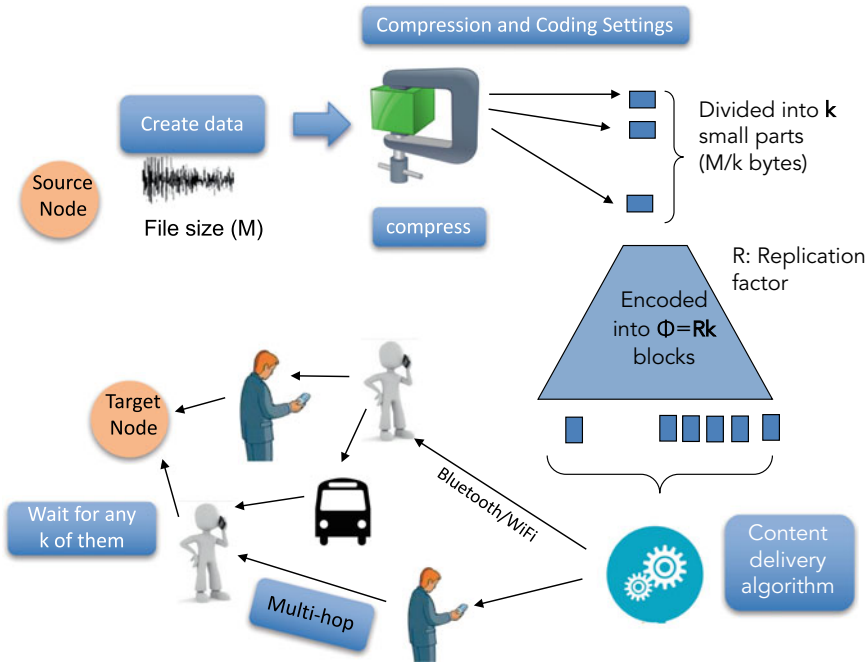 Compression and Coding Settings
Create data
Source
Node
File size (M)
compress
Divided into k
small parts
(M/k bytes)
R: Replication
factor
Encoded
into Φ=Rk
blocks
Target
Node
Bluetooth/WiFi
Wait for any
k of them
Multi-hop
Content
delivery
algorithm